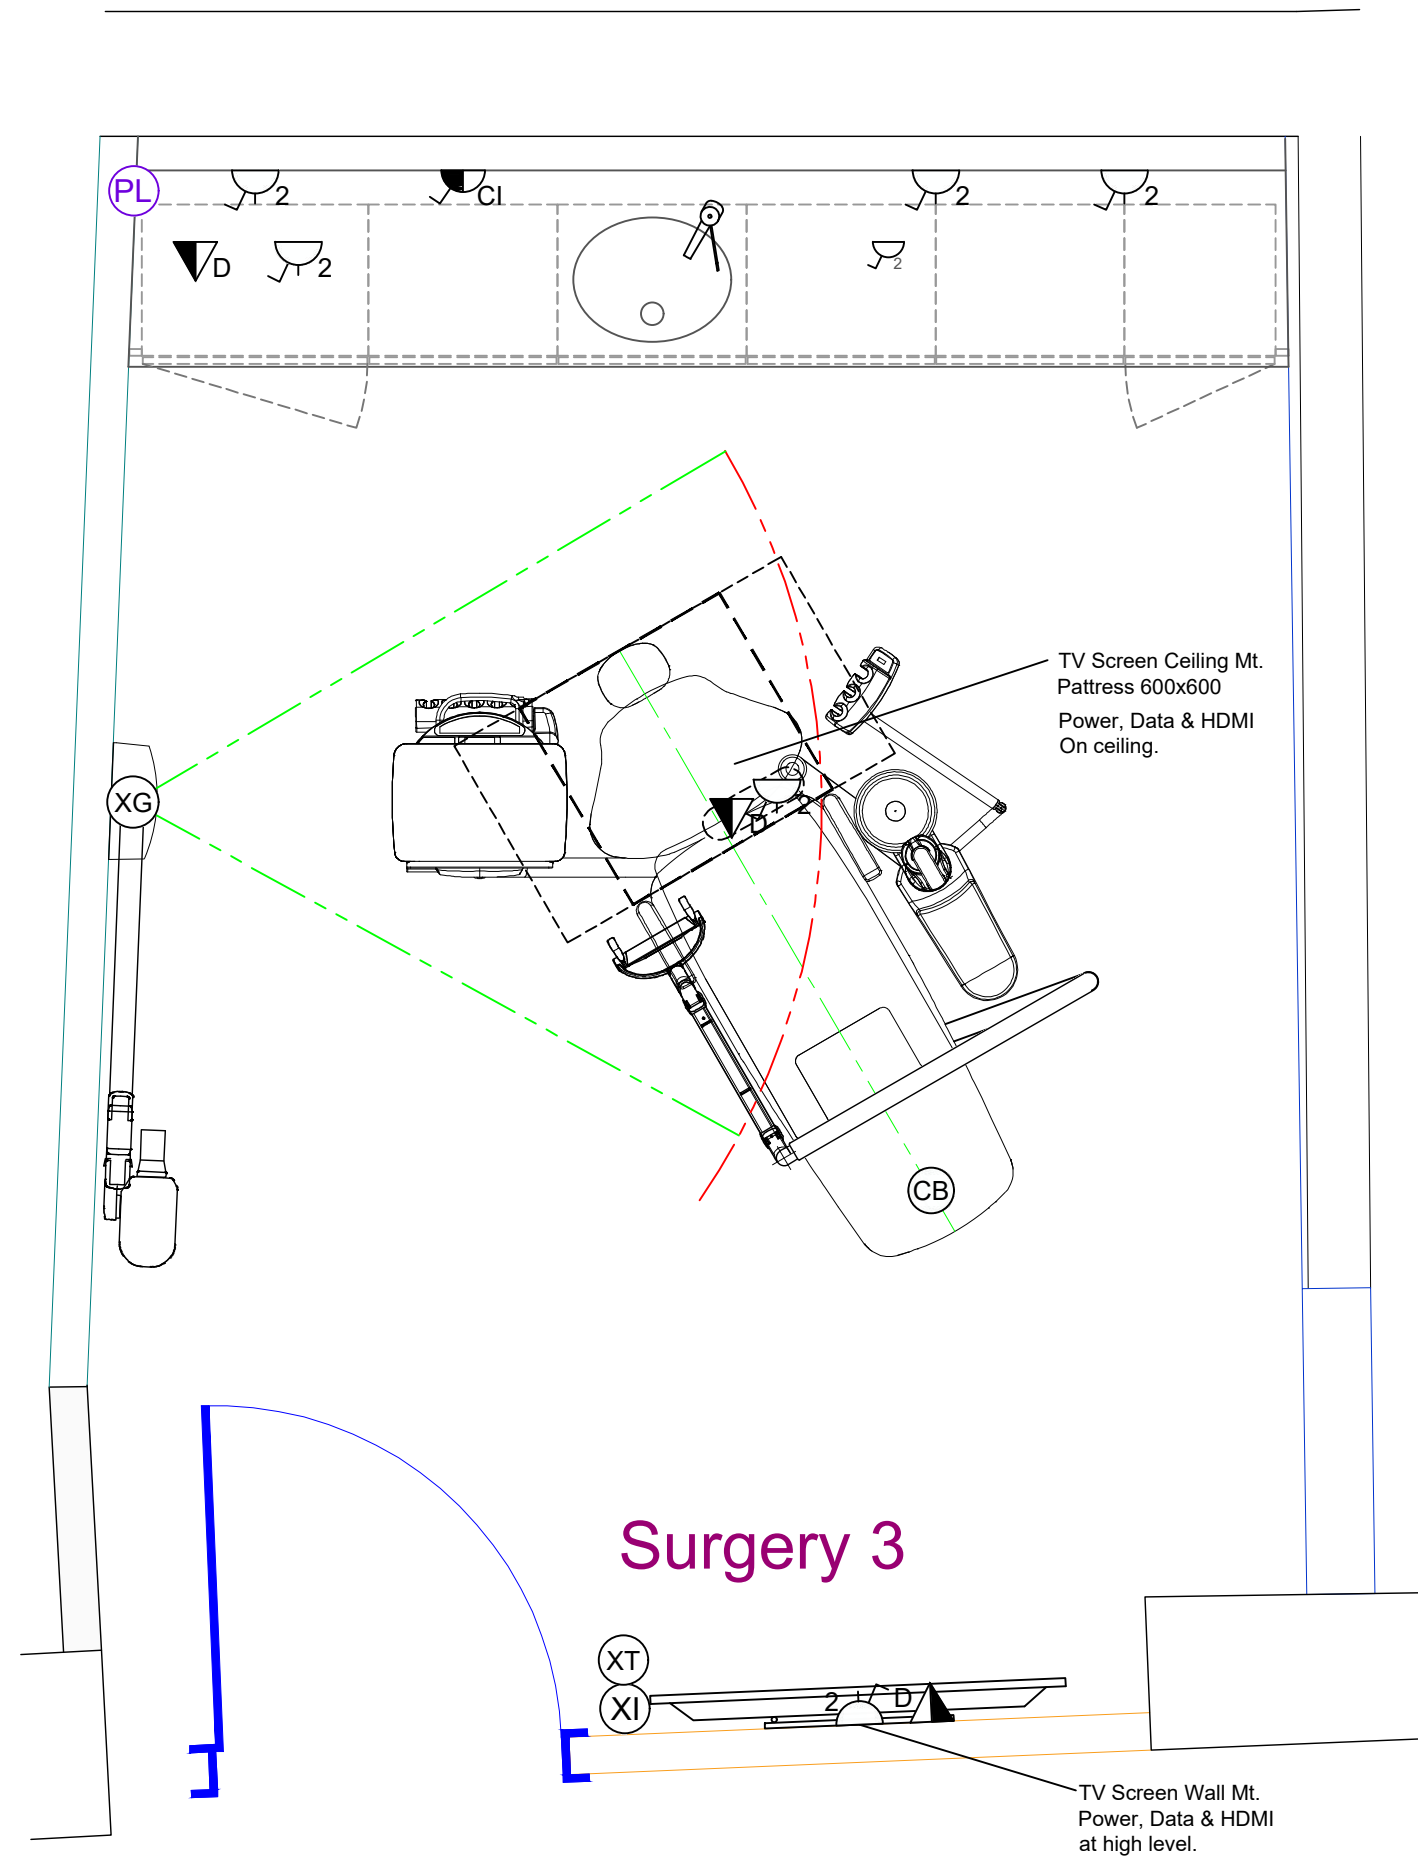 PL
2
CI
2
2
D
2
2
TV Screen Ceiling Mt.
Pattress 600x600
Power, Data & HDMI
On ceiling.
XG
D
CB
Surgery 3
XT
XI
2
D
TV Screen Wall Mt.
Power, Data & HDMI
at high level.